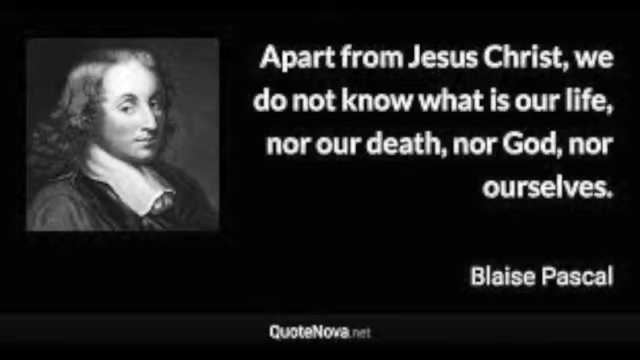 Apart from Jesus Christ, we
do not know what is our life,
nor our death, nor God, nor
ourselves.
Blaise Pascal
QuoteNova.net